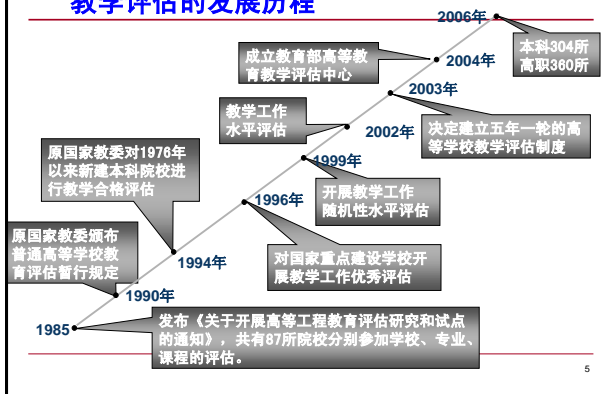 教学评估的发展历程
2006年
本科304所
高职360所
成立教育部高等教
育教学评估中心
2004年
2003年
教学工作
水平评估
2002年
决定建立五年一轮的高
等学校教学评估制度
原国家教委对1976年
以来新建本科院校进
行教学合格评估
1999年
开展教学工作
随机性水平评估
1996年
原国家教委颁布
普通高等学校教
育评估暂行规定
1994年
对国家重点建设学校开
展教学工作优秀评估
1990年
1985
发布《关于开展高等工程教育评估研究和试点
的通知》，共有87所院校分别参加学校、专业、
课程的评估。
5